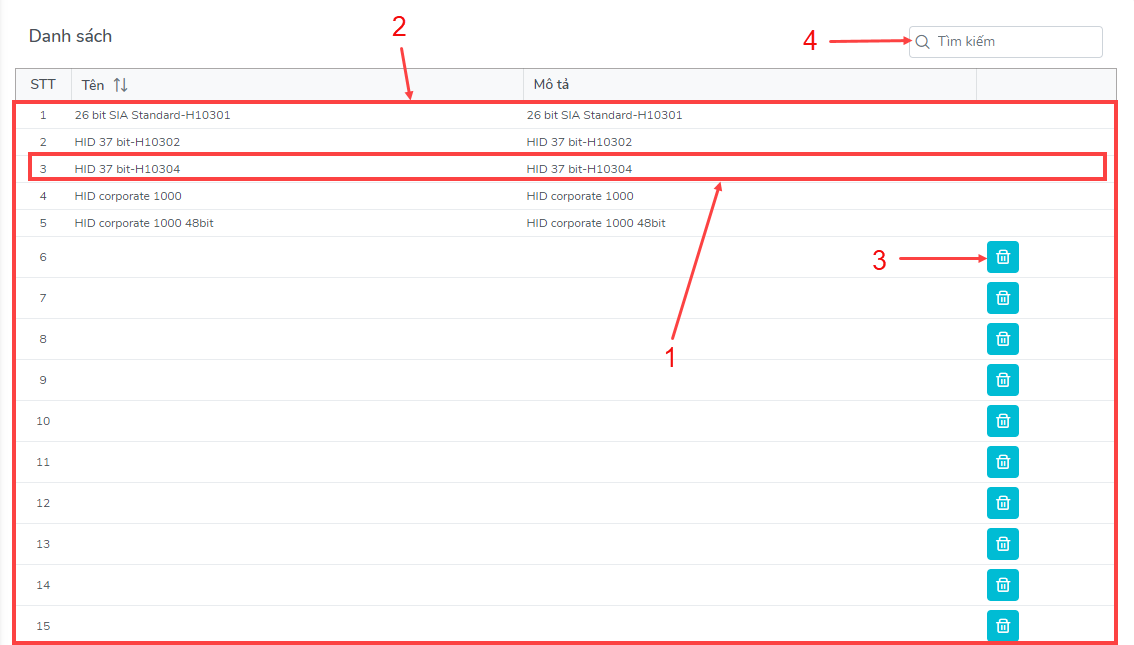 Danh sách
2
4
Tìm kiếm
STT Tên Mô tả
1 26 bit SIA Standard-H10301 26 bit SIA Standard-H10301
2 HID 37 bit-H10302 HID 37 bit-H10302
3 HID 37 bit-H10304 HID 37 bit-H10304
4 HID corporate 1000 HID corporate 1000
5 HID corporate 1000 48bit HID corporate 1000 48bit
6 3
7
8
1
9
10
11
12
13
14
15